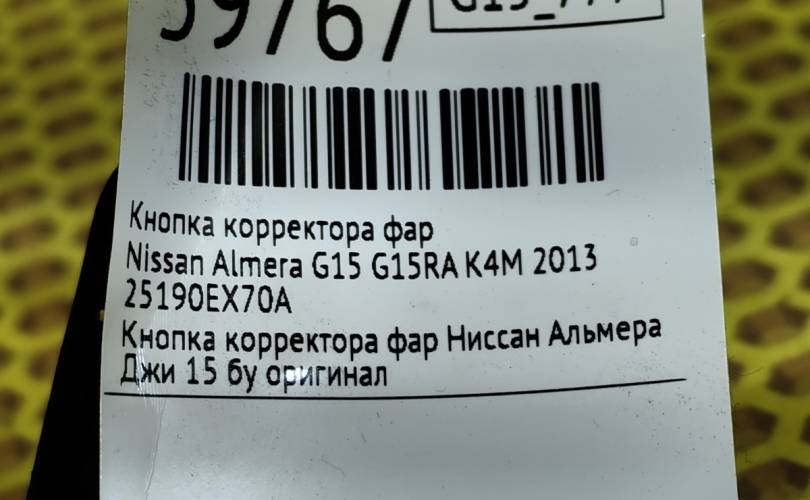 59767
Кнопка корректора фар
Nissan Almera G15 G15RA K4M 2013
25190EX70A
Кнопка корректора фар Ниссан Альмера
Джи 15 бу оригинал